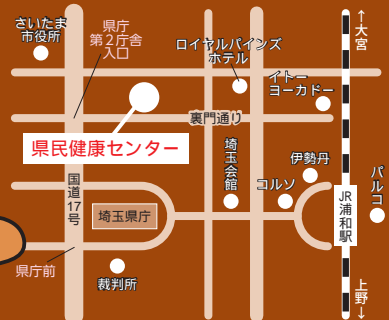 さいたま
市役所
県庁
第2庁舎
入口
ロイヤルパインズ
ホテル
↑大宮
イトー
ヨーカドー
裏門通り
県民健康センター
埼玉会館
伊勢丹
コルソ
パルコ
国道17号
埼玉県庁
JR浦和駅
県庁前
裁判所
上野↓